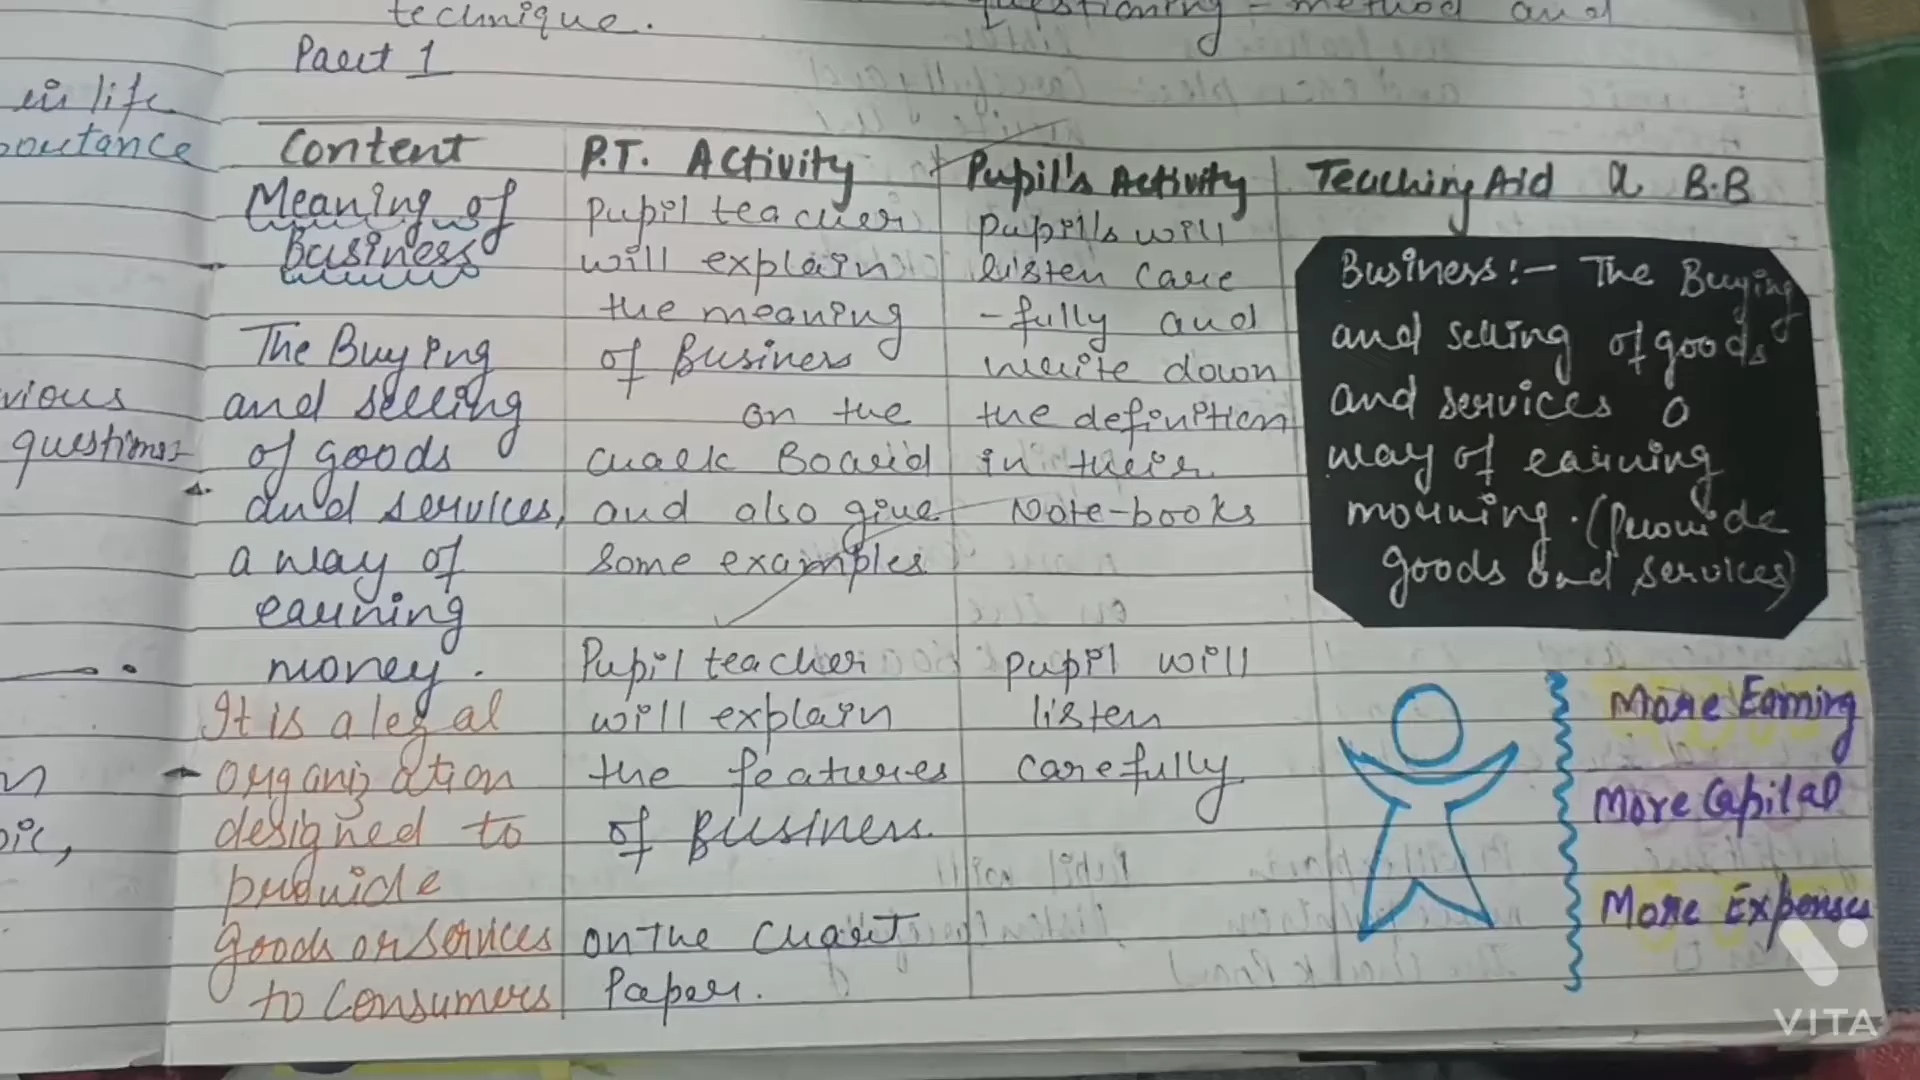 technique.
questioning - method and
Part 1
in life
portance
vious
questions
pic,
Content
Meaning of
Business
The Buying
and selling
of goods
and services,
a way of
earning
money.
It is a legal
organization
designed to
provide
goods or services
to consumers
P.T. Activity
Pupil teacher
will explain
the meaning
of Business
on the
chalk Board
and also give
some examples
Pupil teacher
will explain
the features
of Business.
on the chart
Paper.
Pupil's Activity
pupils will
listen care
-fully and
write down
the definition
in their
Note-books
pupil will
listen
carefully
Teaching Aid & B.B
Business:- The Buying
and selling of goods
and services a
way of earning
morning. (provide
goods and services)
More Earning
More Capital
More Expenses
VITA